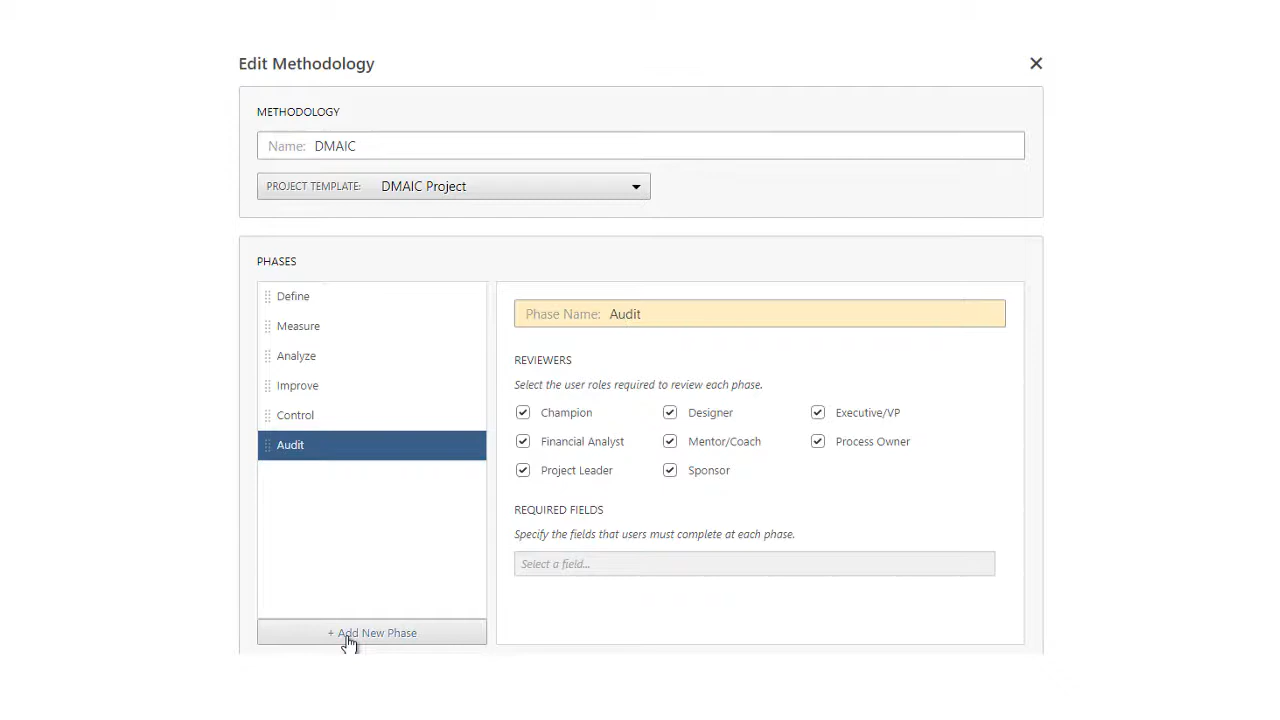 Edit Methodology
METHODOLOGY
Name: DMAIC
PROJECT TEMPLATE: DMAIC Project
PHASES
Define
Measure
Analyze
Improve
Control
Audit
+ Add New Phase
Phase Name: Audit
REVIEWERS
Select the user roles required to review each phase.
Champion Designer Executive/VP
Financial Analyst Mentor/Coach Process Owner
Project Leader Sponsor
REQUIRED FIELDS
Specify the fields that users must complete at each phase.
Select a field...